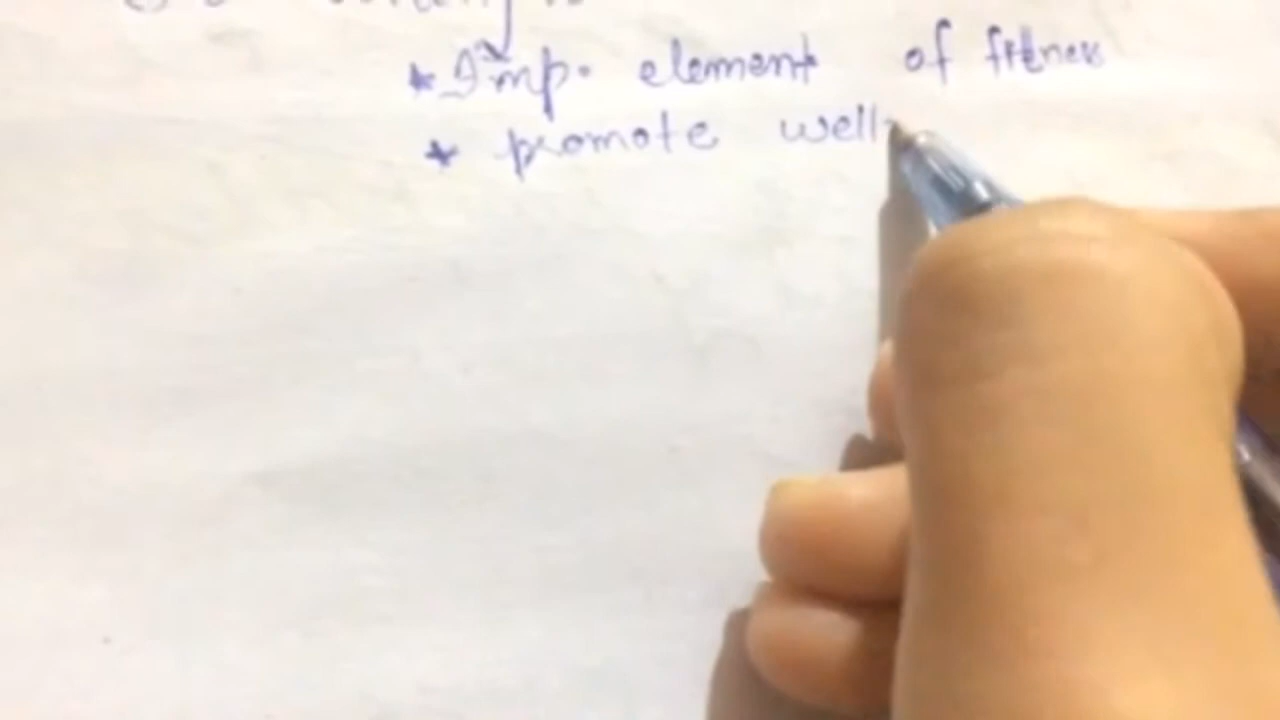 * Imp. element of fitness
* promote well